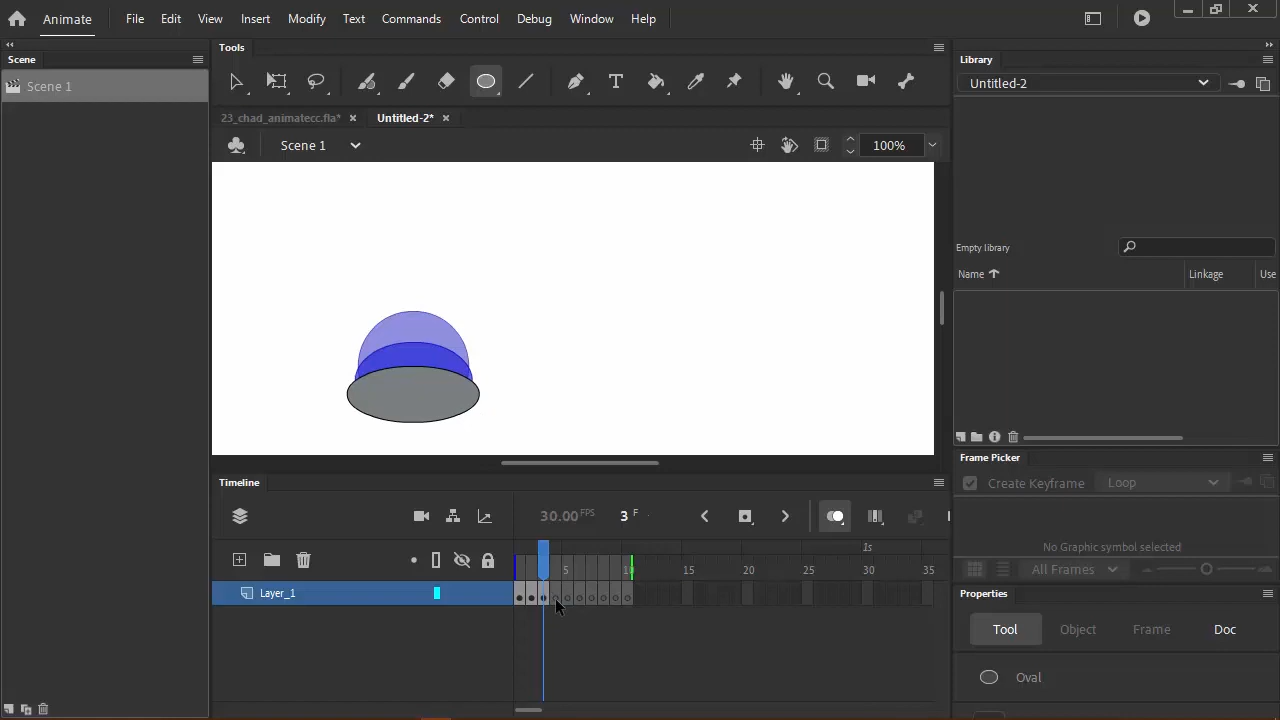 Animate File Edit View Insert Modify Text Commands Control Debug Window Help
Scene
Scene 1
Tools
23_chad_animatecc.fla*
Untitled-2*
Scene 1
100%
Library
Untitled-2
Empty library
Name
Linkage
Use
Frame Picker
Create Keyframe
Loop
No Graphic symbol selected
All Frames
Timeline
30.00 FPS
3 F
1s
5 10 15 20 25 30 35
Layer_1
Properties
Tool
Object
Frame
Doc
Oval